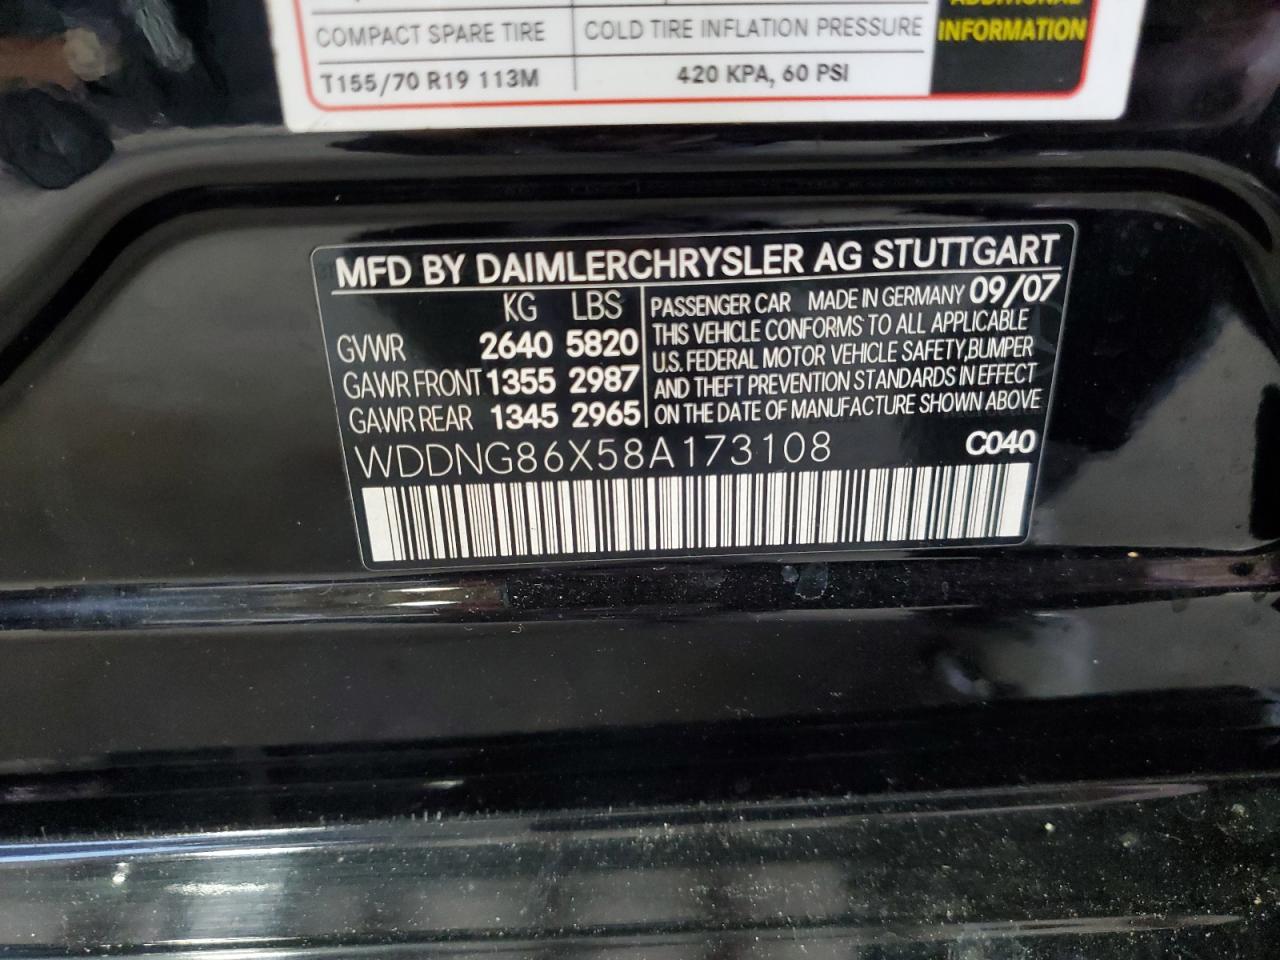 ADDITIONAL
INFORMATION
COMPACT SPARE TIRE COLD TIRE INFLATION PRESSURE
T155/70 R19 113M 420 KPA, 60 PSI
MFD BY DAIMLERCHRYSLER AG STUTTGART
KG LBS
GVWR 2640 5820
GAWR FRONT 1355 2987
GAWR REAR 1345 2965
PASSENGER CAR MADE IN GERMANY 09/07
THIS VEHICLE CONFORMS TO ALL APPLICABLE
U.S. FEDERAL MOTOR VEHICLE SAFETY,BUMPER
AND THEFT PREVENTION STANDARDS IN EFFECT
ON THE DATE OF MANUFACTURE SHOWN ABOVE
WDDNG86X58A173108 C040